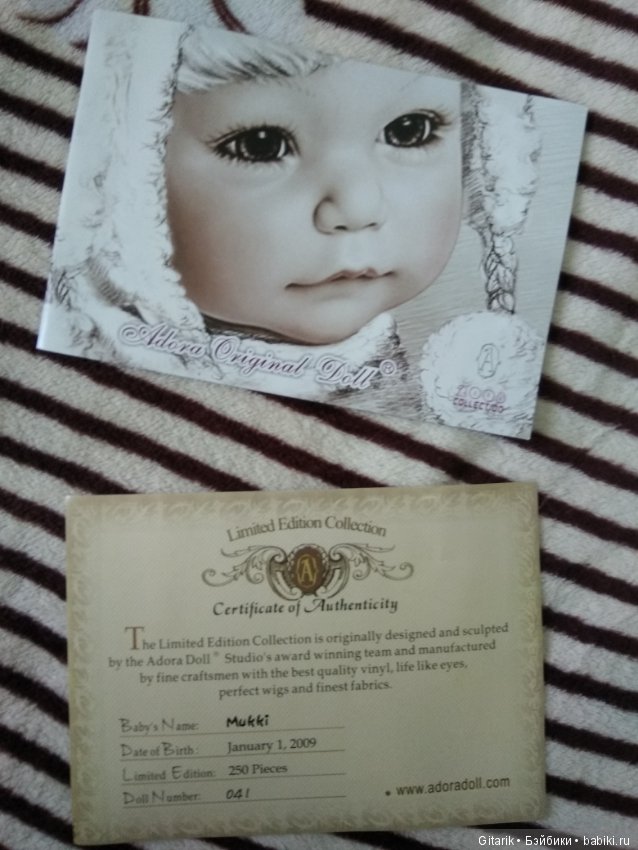 Adora Original Doll®
A
2009
COLLECTION
Limited Edition Collection
A
Certificate of Authenticity
The Limited Edition Collection is originally designed and sculpted
by the Adora Doll® Studio's award winning team and manufactured
by fine craftsmen with the best quality vinyl, life like eyes,
perfect wigs and finest fabrics.
Baby's Name: Mukki
Date of Birth: January 1, 2009
Limited Edition: 250 Pieces
Doll Number: 041
• www.adoradoll.com
Gitarik • Бэйбики • babiki.ru